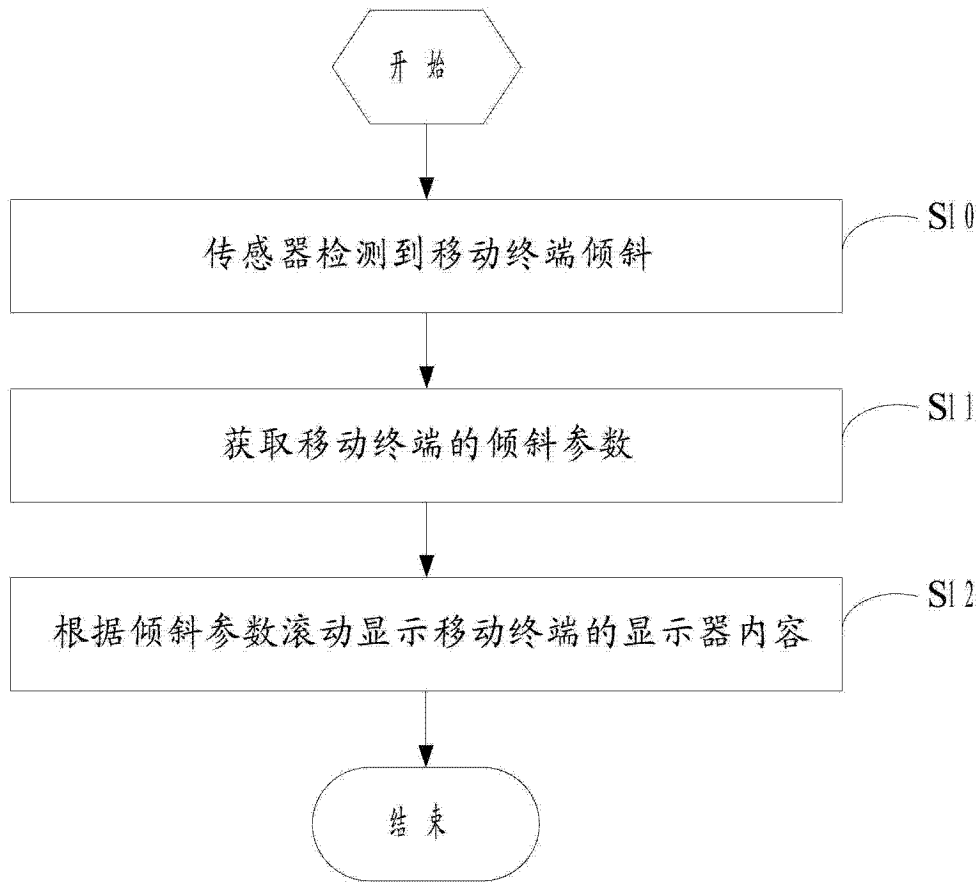 开始
传感器检测到移动终端倾斜
S10
获取移动终端的倾斜参数
S11
根据倾斜参数滚动显示移动终端的显示器内容
S12
结束